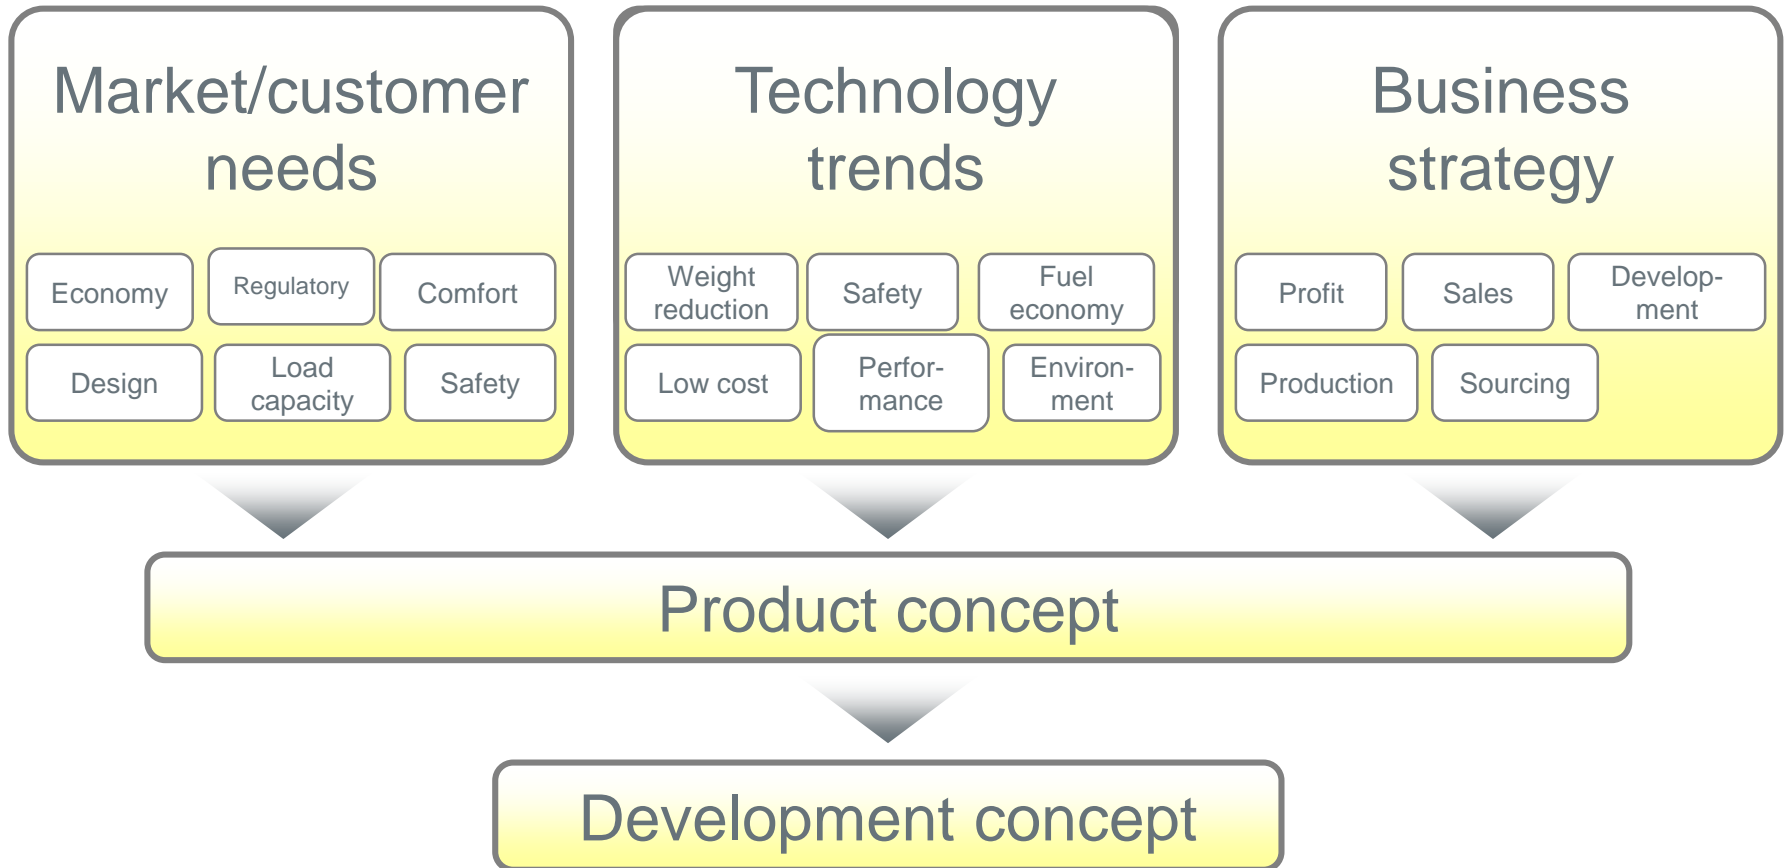 Market/customer
needs
Economy
Regulatory
Comfort
Design
Load
capacity
Safety
Technology
trends
Weight
reduction
Safety
Fuel
economy
Low cost
Perfor-
mance
Environ-
ment
Business
strategy
Profit
Sales
Develop-
ment
Production
Sourcing
Product concept
Development concept